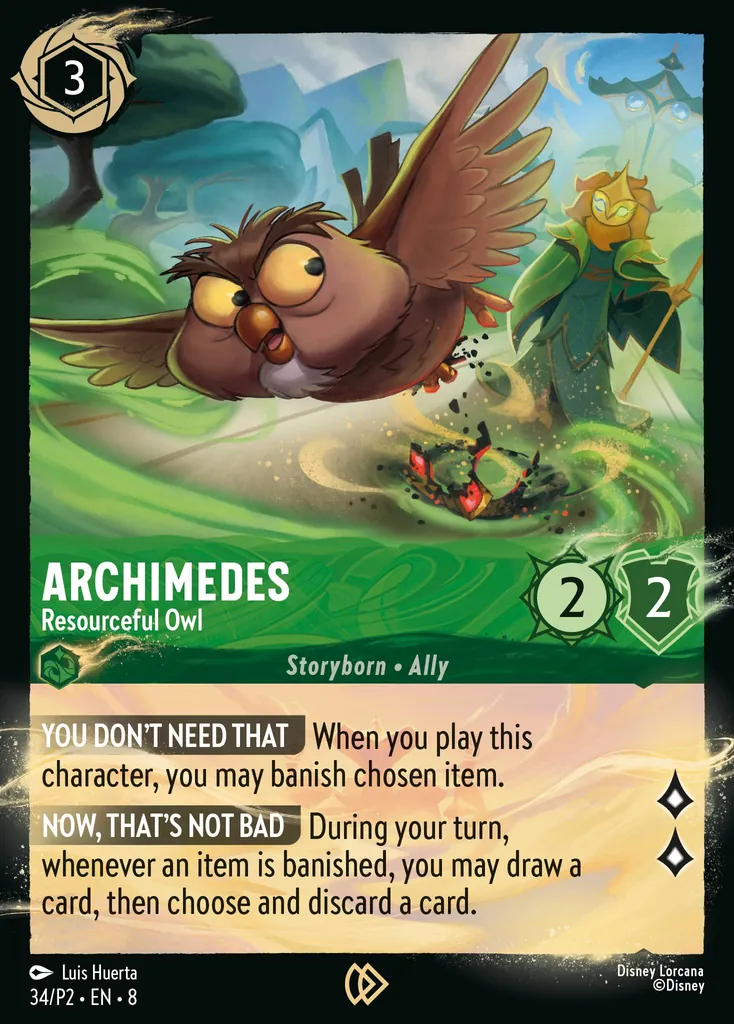 3
ARCHIMEDES
Resourceful Owl
2 2
Storyborn • Ally
YOU DON'T NEED THAT When you play this
character, you may banish chosen item.
NOW, THAT'S NOT BAD During your turn,
whenever an item is banished, you may draw a
card, then choose and discard a card.
Luis Huerta
34/P2 • EN • 8
Disney Lorcana
©Disney